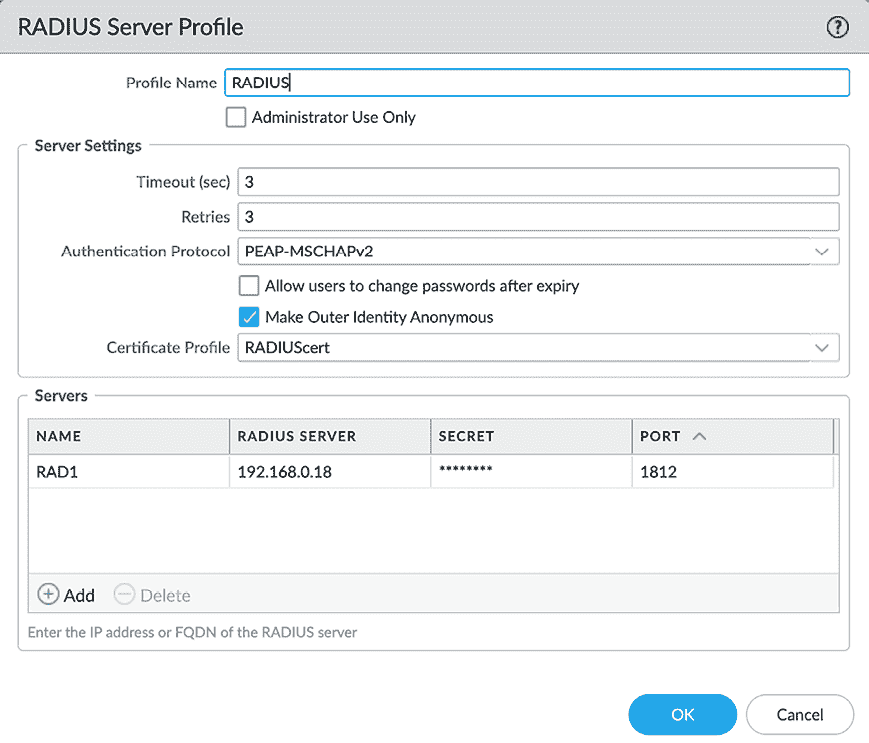 RADIUS Server Profile
?
Profile Name RADIUS
Administrator Use Only
Server Settings
Timeout (sec) 3
Retries 3
Authentication Protocol PEAP-MSCHAPv2
Allow users to change passwords after expiry
Make Outer Identity Anonymous
Certificate Profile RADIUScert
Servers
NAME RADIUS SERVER SECRET PORT
RAD1 192.168.0.18 ******** 1812
Add Delete
Enter the IP address or FQDN of the RADIUS server
OK Cancel